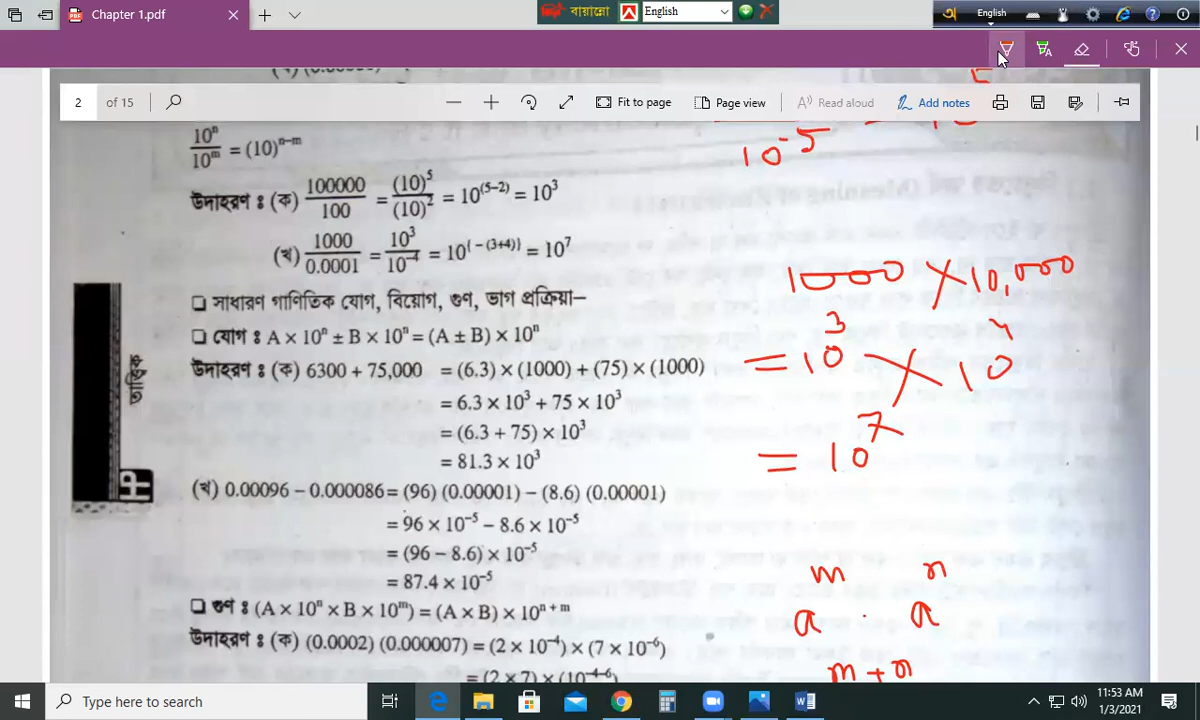 Chapter 1.pdf
বায়ান্নো English
English
2 of 15
Fit to page Page view Read aloud Add notes
10ⁿ/10ᵐ = (10)ⁿ⁻ᵐ
10⁻⁵
উদাহরণ ঃ (ক) 100000/100 = (10)⁵/(10)² = 10⁽⁵⁻²⁾ = 10³
(খ) 1000/0.0001 = 10³/10⁻⁴ = 10{ −(3+4)} = 10⁷
❑ সাধারণ গাণিতিক যোগ, বিয়োগ, গুণ, ভাগ প্রক্রিয়া–
❑ যোগ ঃ A × 10ⁿ ± B × 10ⁿ = (A ± B) × 10ⁿ
উদাহরণ ঃ (ক) 6300 + 75,000 = (6.3) × (1000) + (75) × (1000)
= 6.3 × 10³ + 75 × 10³
= (6.3 + 75) × 10³
= 81.3 × 10³
(খ) 0.00096 – 0.000086 = (96) (0.00001) – (8.6) (0.00001)
= 96 × 10⁻⁵ – 8.6 × 10⁻⁵
= (96 – 8.6) × 10⁻⁵
= 87.4 × 10⁻⁵
❑ গুণ ঃ (A × 10ⁿ × B × 10ᵐ) = (A × B) × 10ⁿ⁺ᵐ
উদাহরণ ঃ (ক) (0.0002) (0.000007) = (2 × 10⁻⁴) × (7 × 10⁻⁶)
= (2 × 7) × (10⁻⁴⁻⁶)
তাত্ত্বিক
HP
1000 × 10,000
= 10³ × 10⁴
= 10⁷
aᵐ · aⁿ
m + n
Type here to search
11:53 AM
1/3/2021